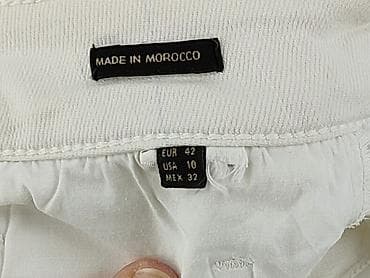 MADE IN MOROCCO
EUR 42
USA 10
MEX 32